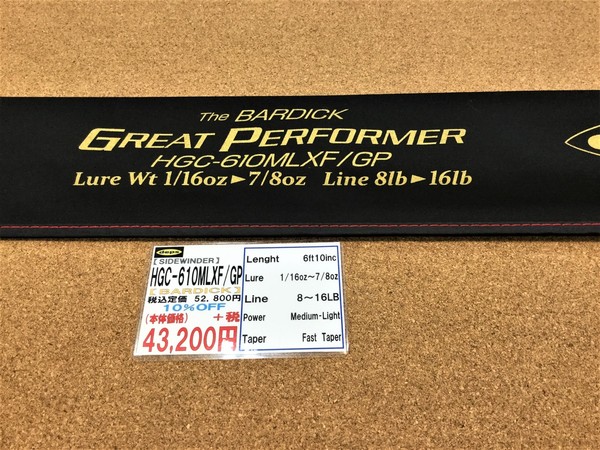 The BARDICK
GREAT PERFORMER
HGC-610MLXF/GP
Lure Wt 1/16oz►7/8oz Line 8lb►16lb
deps
[SIDEWINDER]
HGC-610MLXF/GP
[BARDICK]
税込定価 52,800円
10%OFF
(本体価格) +税
43,200円
Lenght 6ft10inc
Lure 1/16oz～7/8oz
Line 8～16LB
Power Medium-Light
Taper Fast Taper